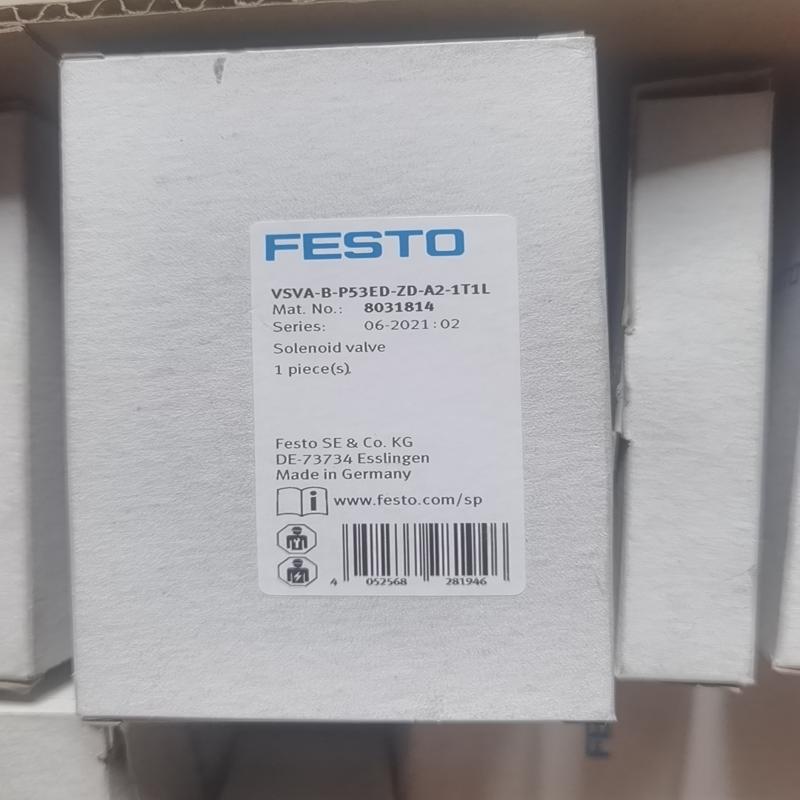 FESTO
VSVA-B-P53ED-ZD-A2-1T1L
Mat. No.: 8031814
Series: 06-2021:02
Solenoid valve
1 piece(s).
Festo SE & Co. KG
DE-73734 Esslingen
Made in Germany
i www.festo.com/sp
4 052568 281946
FE